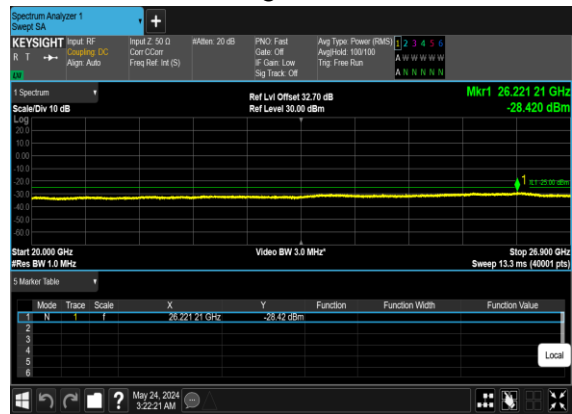 Spectrum Analyzer 1
Swept SA
+
KEYSIGHT Input: RF Input Z: 50 Ω #Atten: 20 dB PNO: Fast Avg Type: Power (RMS) 1 2 3 4 5 6
R T Coupling: DC Corr CCorr Gate: Off Avg|Hold: 100/100 A W W W W W
Align: Auto Freq Ref: Int (S) IF Gain: Low Trig: Free Run
LW Sig Track: Off A N N N N N
1 Spectrum Ref Lvl Offset 32.70 dB Mkr1 26.221 21 GHz
Scale/Div 10 dB Ref Level 30.00 dBm -28.420 dBm
Log
20.0
10.0
0.00
-10.0
-20.0 1 IL1 -25.00 dBm
-30.0
-40.0
-50.0
-60.0
Start 20.000 GHz Video BW 3.0 MHz* Stop 26.900 GHz
#Res BW 1.0 MHz Sweep 13.3 ms (40001 pts)
5 Marker Table
Mode Trace Scale X Y Function Function Width Function Value
1 N 1 f 26.221 21 GHz -28.42 dBm
2
3
4
5
6
Local
? May 24, 2024
3:22:21 AM